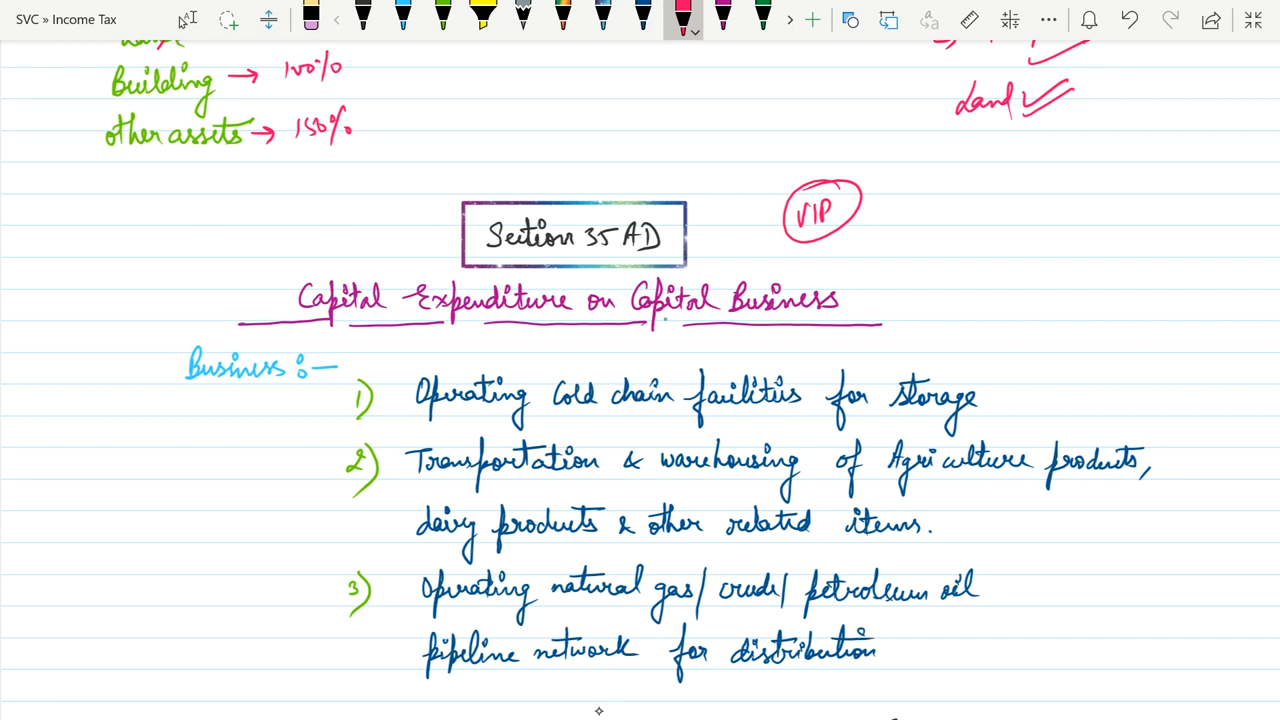 SVC » Income Tax
Building → 100%
Land
other assets → 150%
VIP
Section 35 AD
Capital Expenditure on Capital Business
Business :-
1) Operating Cold chain facilities for storage
2) Transportation & warehousing of Agriculture products,
dairy products & other related items.
3) Operating natural gas/ crude/ petroleum oil
pipeline network for distribution